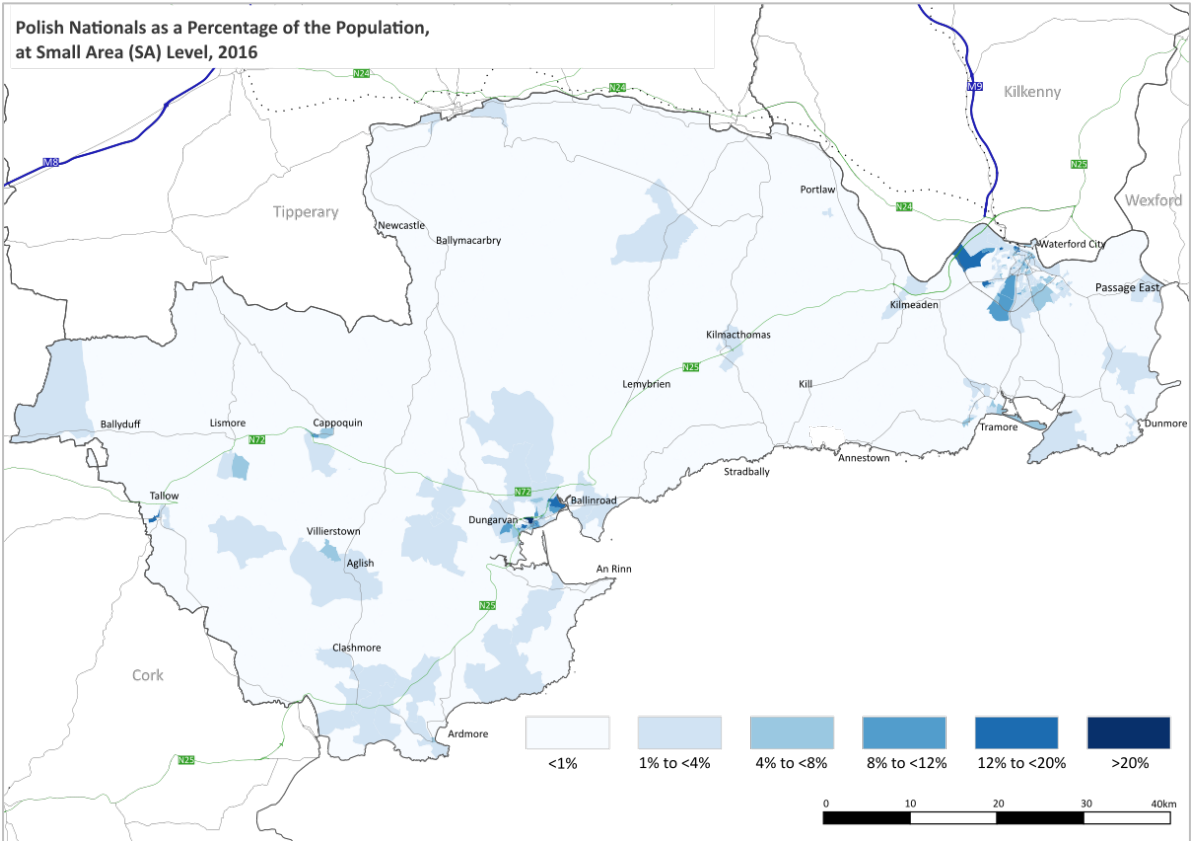 Polish Nationals as a Percentage of the Population,
at Small Area (SA) Level, 2016
N24
N24
M9
Kilkenny
M8
N25
Tipperary
Portlaw
Wexford
N24
Newcastle
Ballymacarbry
Waterford City
Passage East
Kilmeaden
Kilmacthomas
N25
Lemybrien
Kill
Ballyduff
Lismore
Cappoquin
N72
Tramore
Dunmore
Annestown
Stradbally
Tallow
N72
Ballinroad
Dungarvan
Villierstown
Aglish
An Rinn
N25
Clashmore
Cork
Ardmore
N25
<1%
1% to <4%
4% to <8%
8% to <12%
12% to <20%
>20%
0 10 20 30 40km